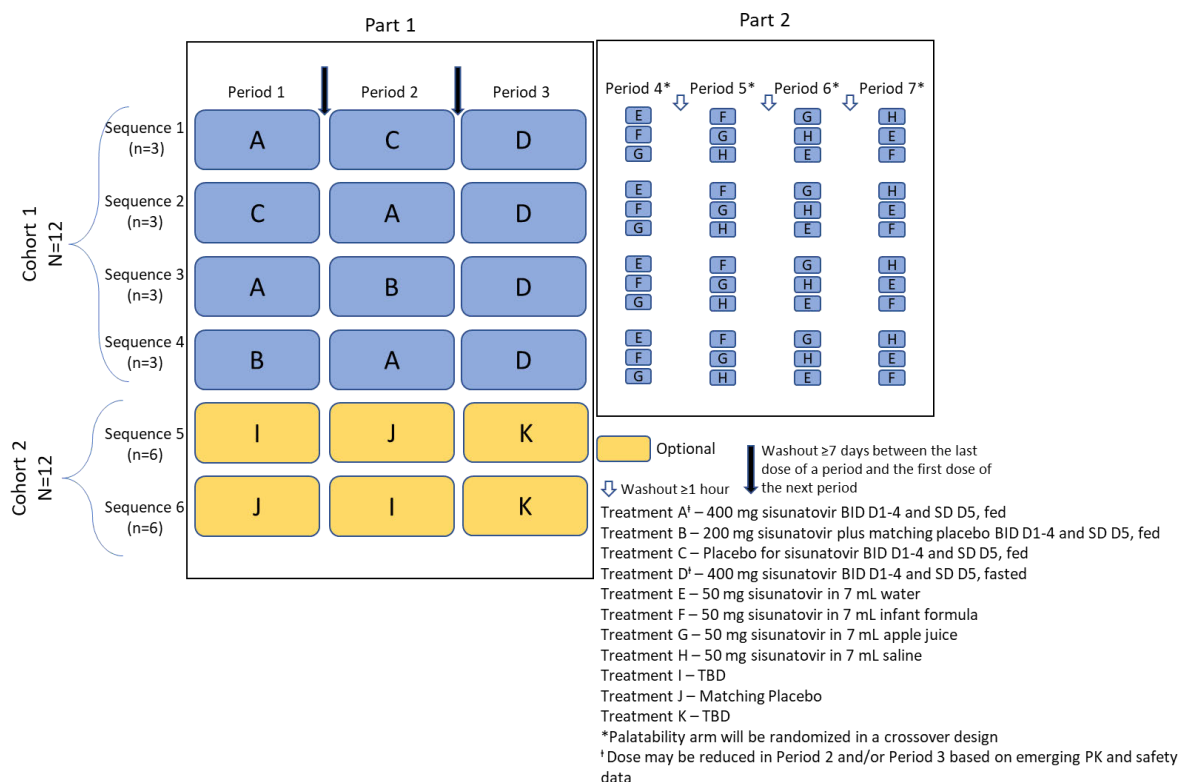 Part 1
Part 2
Period 1
Period 2
Period 3
Period 4*
Period 5*
Period 6*
Period 7*
Cohort 1
N=12
Sequence 1
(n=3)
A
C
D
E
F
G
H
F
G
H
E
G
H
E
F
Sequence 2
(n=3)
C
A
D
E
F
G
H
F
G
H
E
G
H
E
F
Sequence 3
(n=3)
A
B
D
E
F
G
H
F
G
H
E
G
H
E
F
Sequence 4
(n=3)
B
A
D
E
F
G
H
F
G
H
E
G
H
E
F
Cohort 2
N=12
Sequence 5
(n=6)
I
J
K
Sequence 6
(n=6)
J
I
K
Optional
Washout ≥7 days between the last
dose of a period and the first dose of
the next period
Washout ≥1 hour
Treatment A‡ – 400 mg sisunatovir BID D1-4 and SD D5, fed
Treatment B – 200 mg sisunatovir plus matching placebo BID D1-4 and SD D5, fed
Treatment C – Placebo for sisunatovir BID D1-4 and SD D5, fed
Treatment D‡ – 400 mg sisunatovir BID D1-4 and SD D5, fasted
Treatment E – 50 mg sisunatovir in 7 mL water
Treatment F – 50 mg sisunatovir in 7 mL infant formula
Treatment G – 50 mg sisunatovir in 7 mL apple juice
Treatment H – 50 mg sisunatovir in 7 mL saline
Treatment I – TBD
Treatment J – Matching Placebo
Treatment K – TBD
*Palatability arm will be randomized in a crossover design
‡Dose may be reduced in Period 2 and/or Period 3 based on emerging PK and safety
data